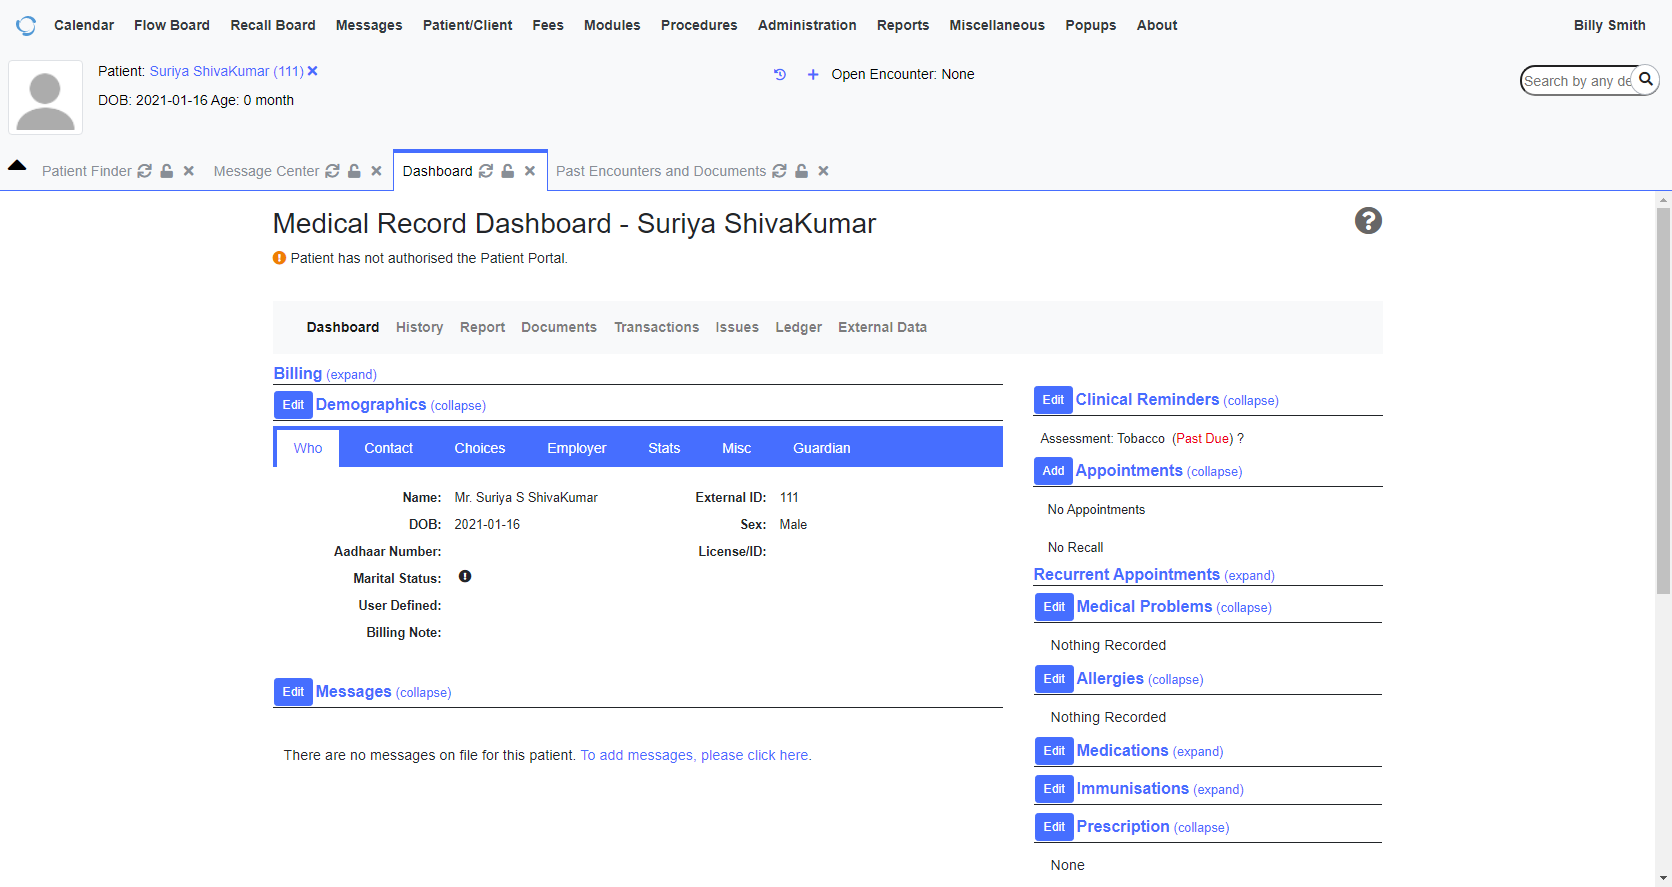 Calendar Flow Board Recall Board Messages Patient/Client Fees Modules Procedures Administration Reports Miscellaneous Popups About Billy Smith
Patient: Suriya ShivaKumar (111)
DOB: 2021-01-16 Age: 0 month
Open Encounter: None
Search by any de
Patient Finder Message Center Dashboard Past Encounters and Documents
Medical Record Dashboard - Suriya ShivaKumar
Patient has not authorised the Patient Portal.
Dashboard History Report Documents Transactions Issues Ledger External Data
Billing (expand)
Edit Demographics (collapse)
Who Contact Choices Employer Stats Misc Guardian
Name: Mr. Suriya S ShivaKumar External ID: 111
DOB: 2021-01-16 Sex: Male
Aadhaar Number: License/ID:
Marital Status:
User Defined:
Billing Note:
Edit Messages (collapse)
There are no messages on file for this patient. To add messages, please click here.
Edit Clinical Reminders (collapse)
Assessment: Tobacco (Past Due) ?
Add Appointments (collapse)
No Appointments
No Recall
Recurrent Appointments (expand)
Edit Medical Problems (collapse)
Nothing Recorded
Edit Allergies (collapse)
Nothing Recorded
Edit Medications (expand)
Edit Immunisations (expand)
Edit Prescription (collapse)
None